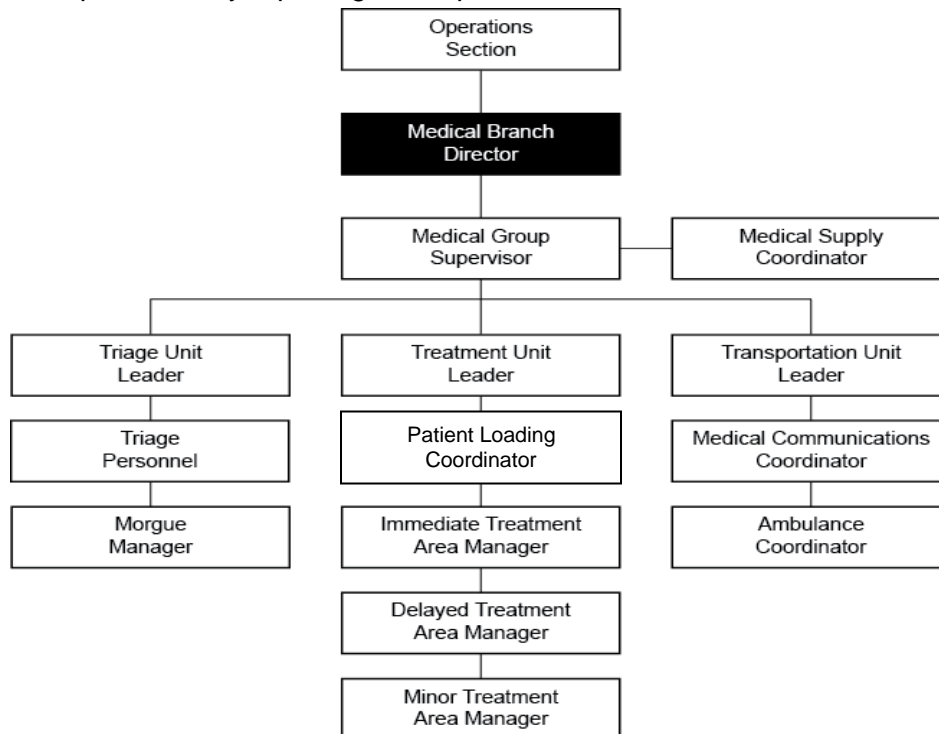 Operations
Section
Medical Branch
Director
Medical Group
Supervisor
Medical Supply
Coordinator
Triage Unit
Leader
Treatment Unit
Leader
Transportation Unit
Leader
Triage
Personnel
Patient Loading
Coordinator
Medical Communications
Coordinator
Morgue
Manager
Immediate Treatment
Area Manager
Ambulance
Coordinator
Delayed Treatment
Area Manager
Minor Treatment
Area Manager